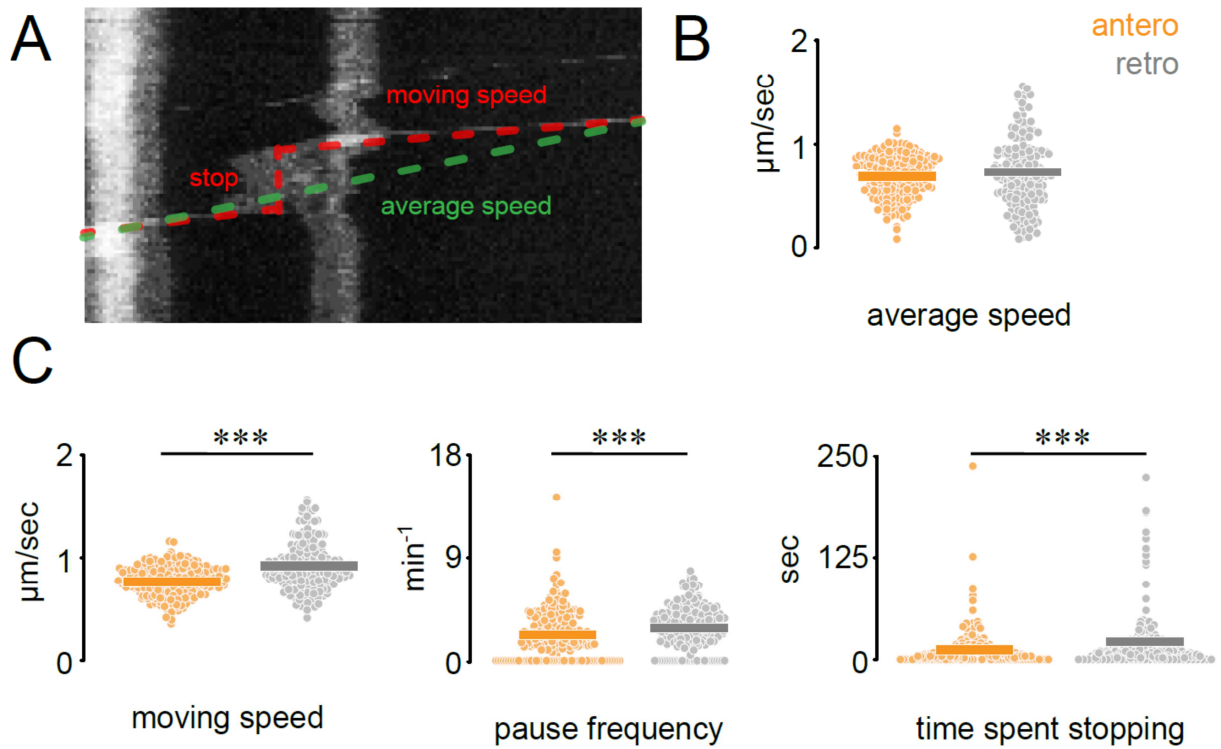 A
moving speed
stop
average speed
B
antero
retro
2
1
0
µm/sec
average speed
C
***
2
1
0
µm/sec
moving speed
***
18
9
0
min⁻¹
pause frequency
***
250
125
0
sec
time spent stopping